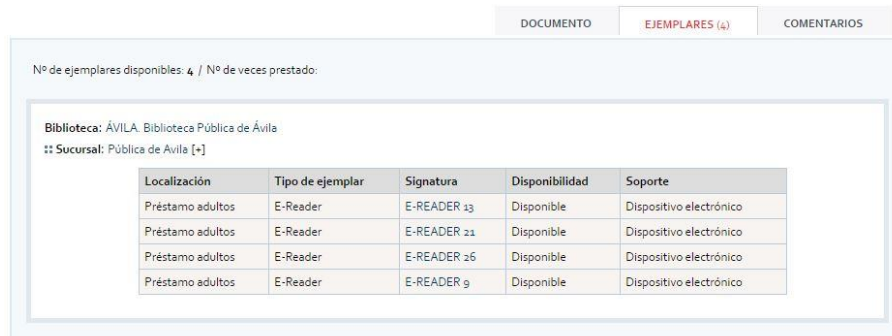 DOCUMENTO EJEMPLARES (4) COMENTARIOS
Nº de ejemplares disponibles: 4 / Nº de veces prestado:
Biblioteca: ÁVILA. Biblioteca Pública de Ávila
Sucursal: Pública de Avila [+]
Localización Tipo de ejemplar Signatura Disponibilidad Soporte
Préstamo adultos E-Reader E-READER 13 Disponible Dispositivo electrónico
Préstamo adultos E-Reader E-READER 21 Disponible Dispositivo electrónico
Préstamo adultos E-Reader E-READER 26 Disponible Dispositivo electrónico
Préstamo adultos E-Reader E-READER 9 Disponible Dispositivo electrónico